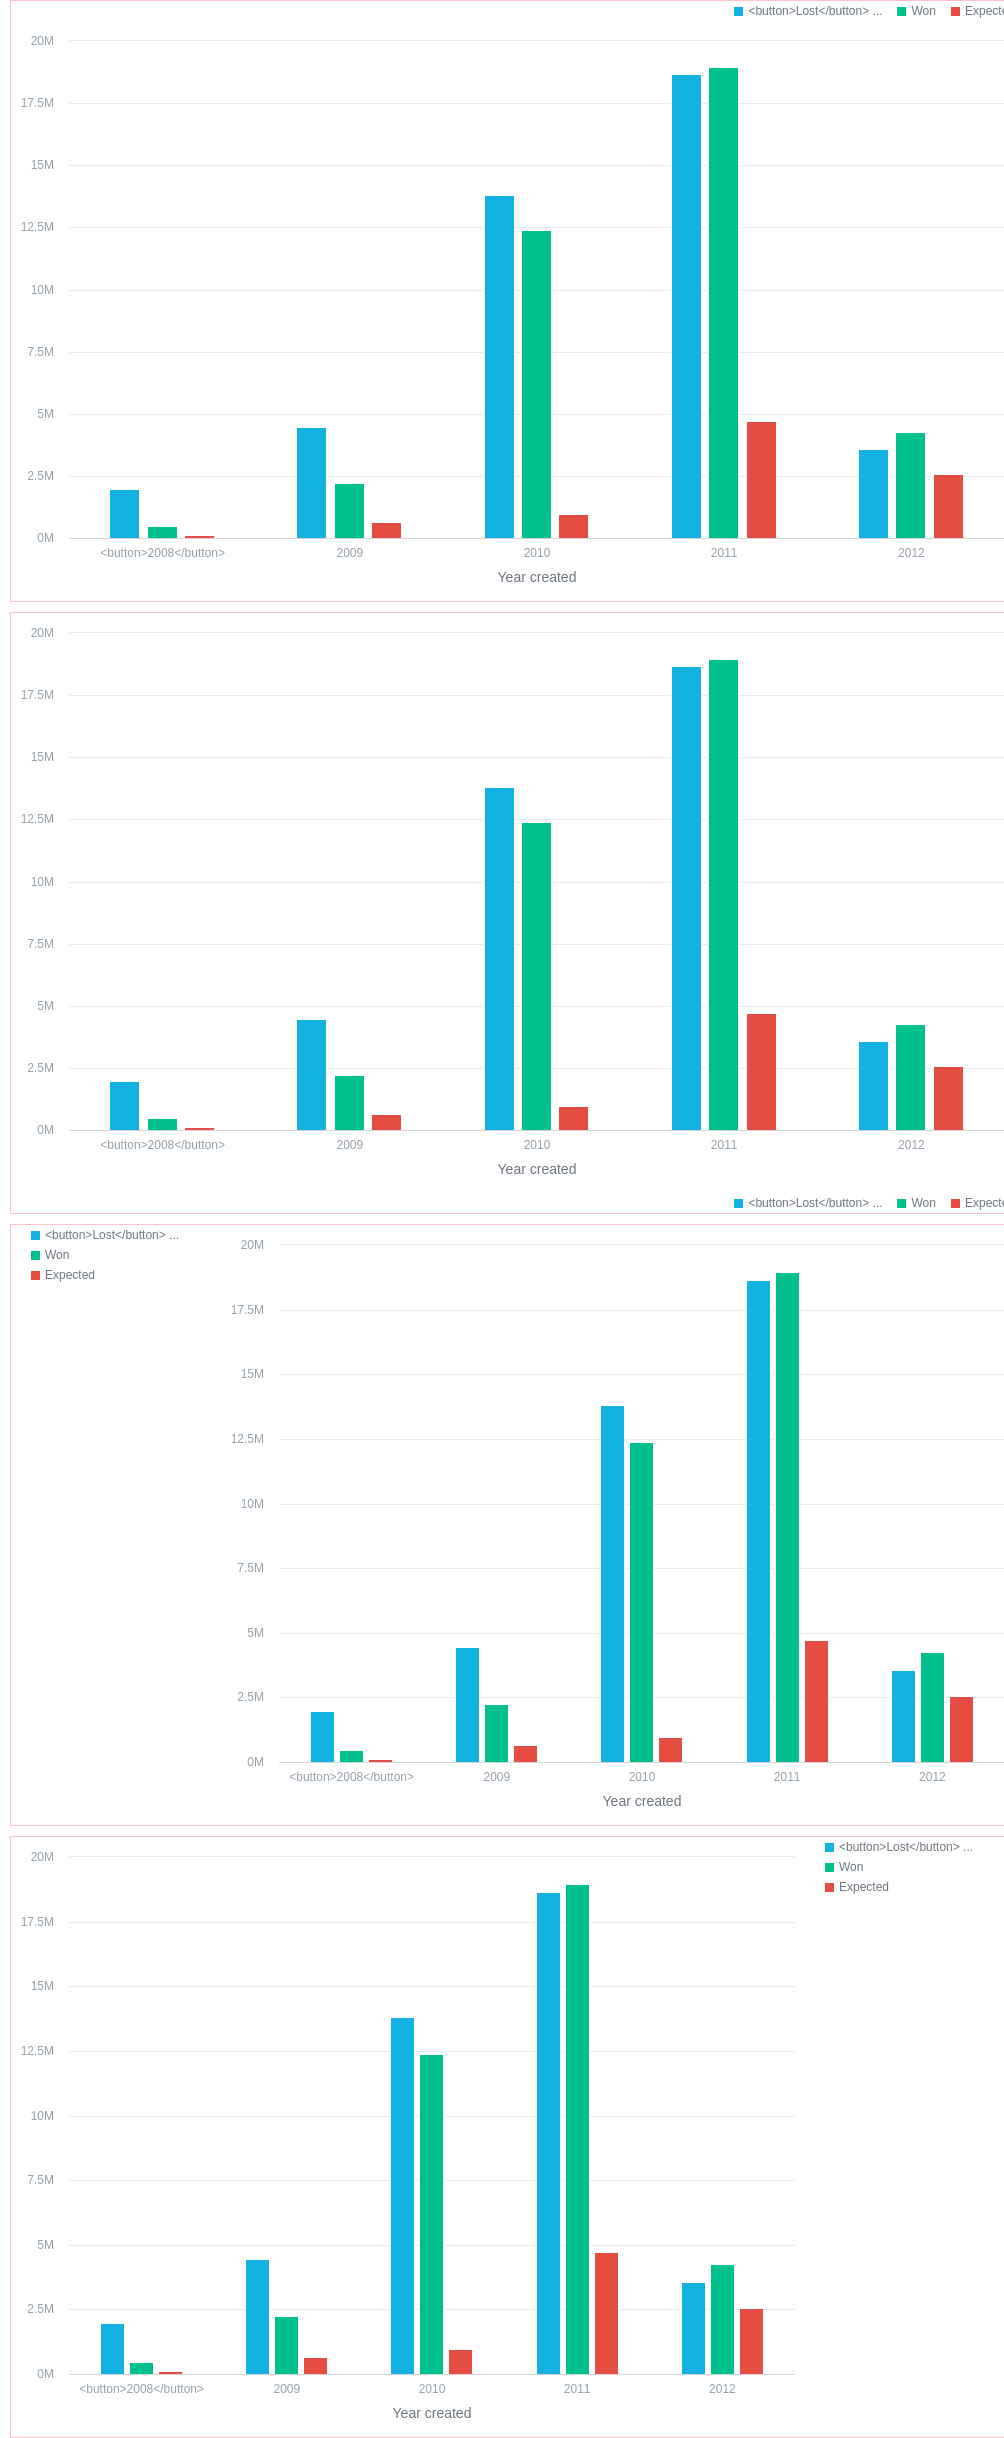 <button>Lost</button> ... Won Expecte
20M
17.5M
15M
12.5M
10M
7.5M
5M
2.5M
0M
<button>2008</button> 2009 2010 2011 2012
Year created
20M
17.5M
15M
12.5M
10M
7.5M
5M
2.5M
0M
<button>2008</button> 2009 2010 2011 2012
Year created
<button>Lost</button> ... Won Expecte
<button>Lost</button> ...
Won
Expected
20M
17.5M
15M
12.5M
10M
7.5M
5M
2.5M
0M
<button>2008</button> 2009 2010 2011 2012
Year created
<button>Lost</button> ...
Won
Expected
20M
17.5M
15M
12.5M
10M
7.5M
5M
2.5M
0M
<button>2008</button> 2009 2010 2011 2012
Year created